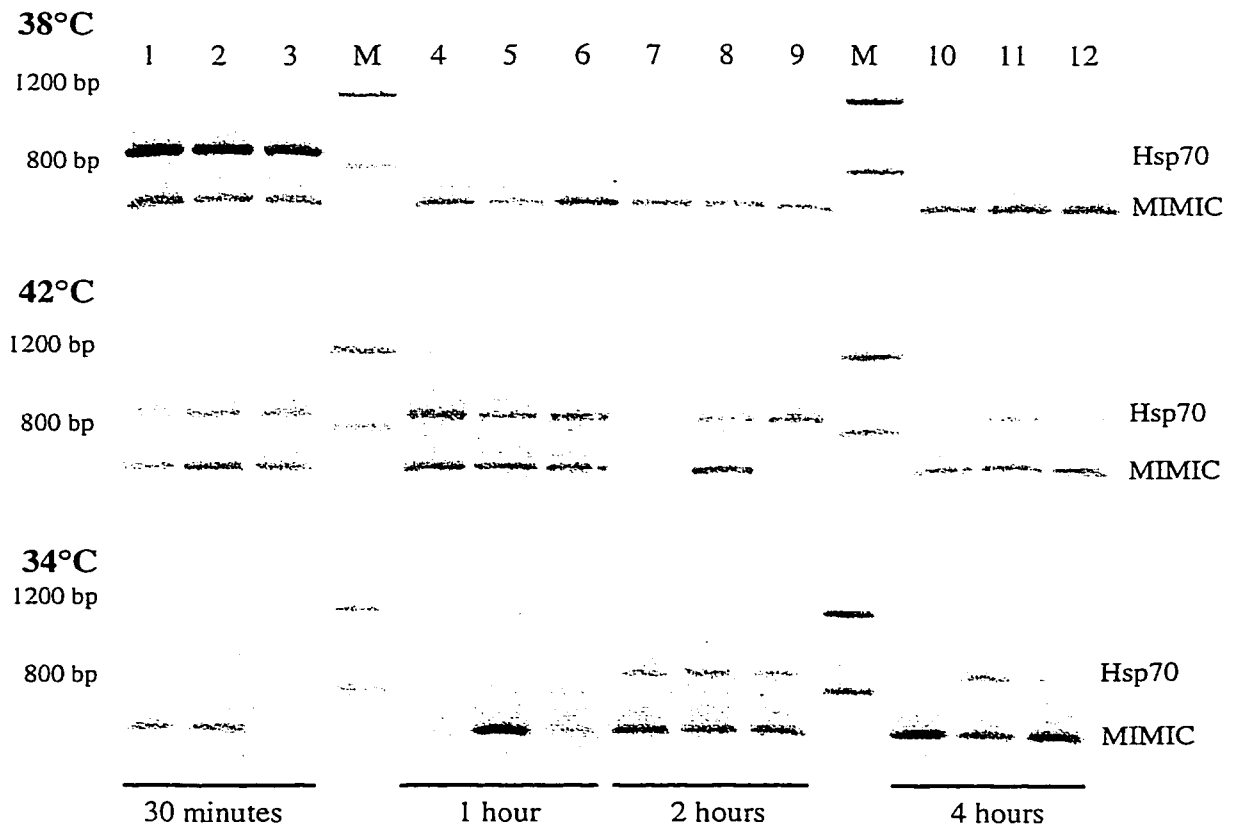 38°C
1 2 3 M 4 5 6 7 8 9 M 10 11 12
1200 bp
800 bp
Hsp70
MIMIC
42°C
1200 bp
800 bp
Hsp70
MIMIC
34°C
1200 bp
800 bp
Hsp70
MIMIC
30 minutes 1 hour 2 hours 4 hours